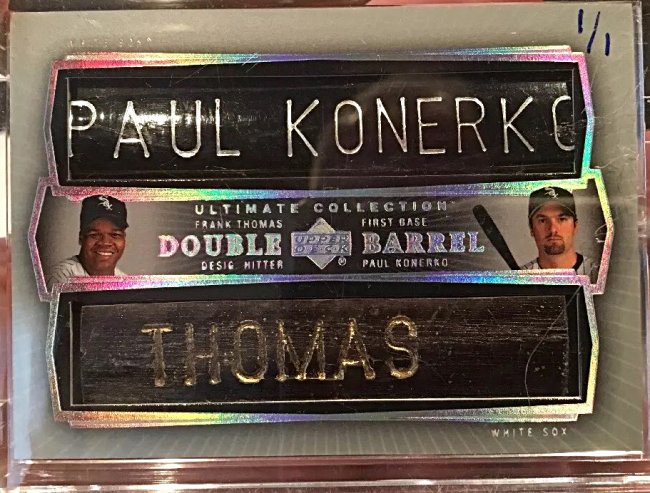 1/1
PAUL KONERKO
ULTIMATE COLLECTION
FRANK THOMAS FIRST BASE
DOUBLE UPPER DECK BARREL
DESIG HITTER PAUL KONERKO
THOMAS
WHITE SOX